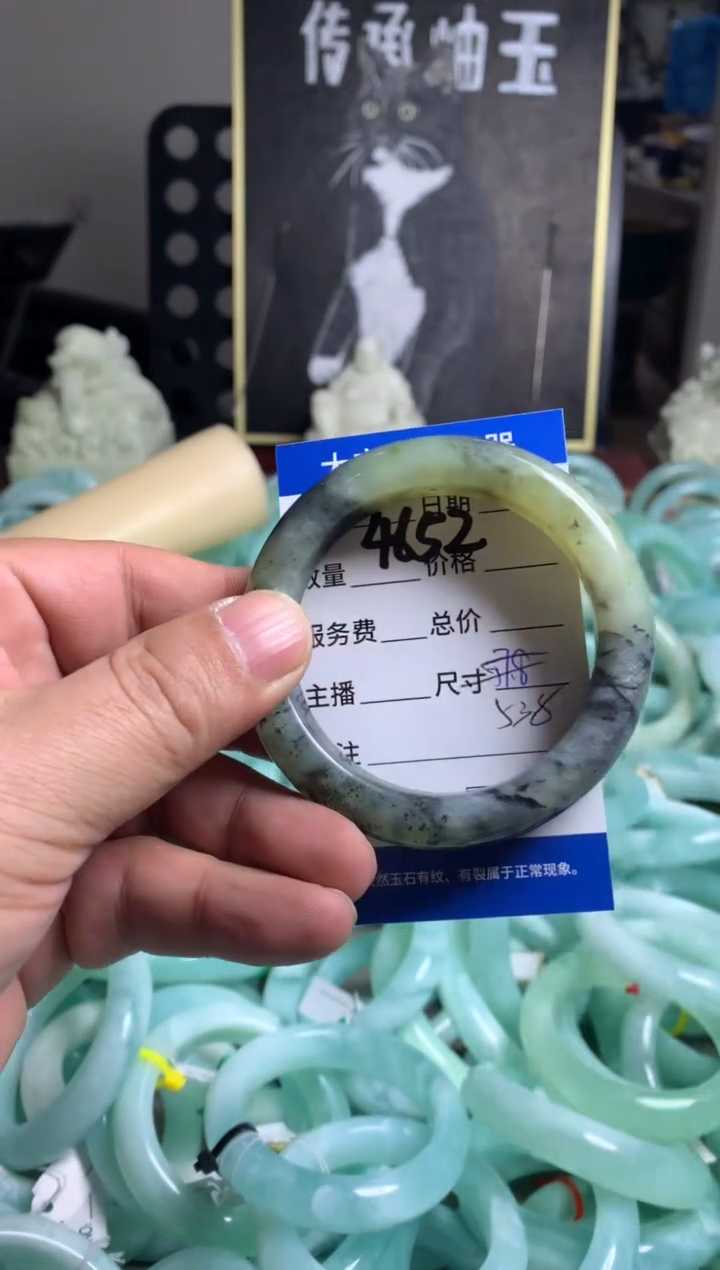 传承岫玉
日期
4652
数量 价格
服务费 总价
主播 尺寸
538
注
然玉石有纹、有裂属于正常现象。